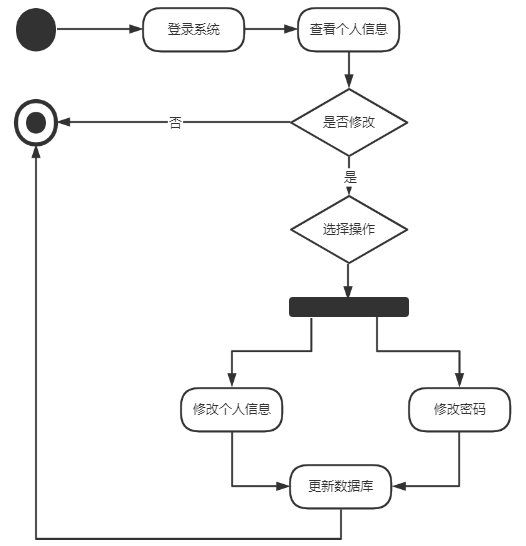 登录系统
查看个人信息
是否修改
否
是
选择操作
修改个人信息
修改密码
更新数据库